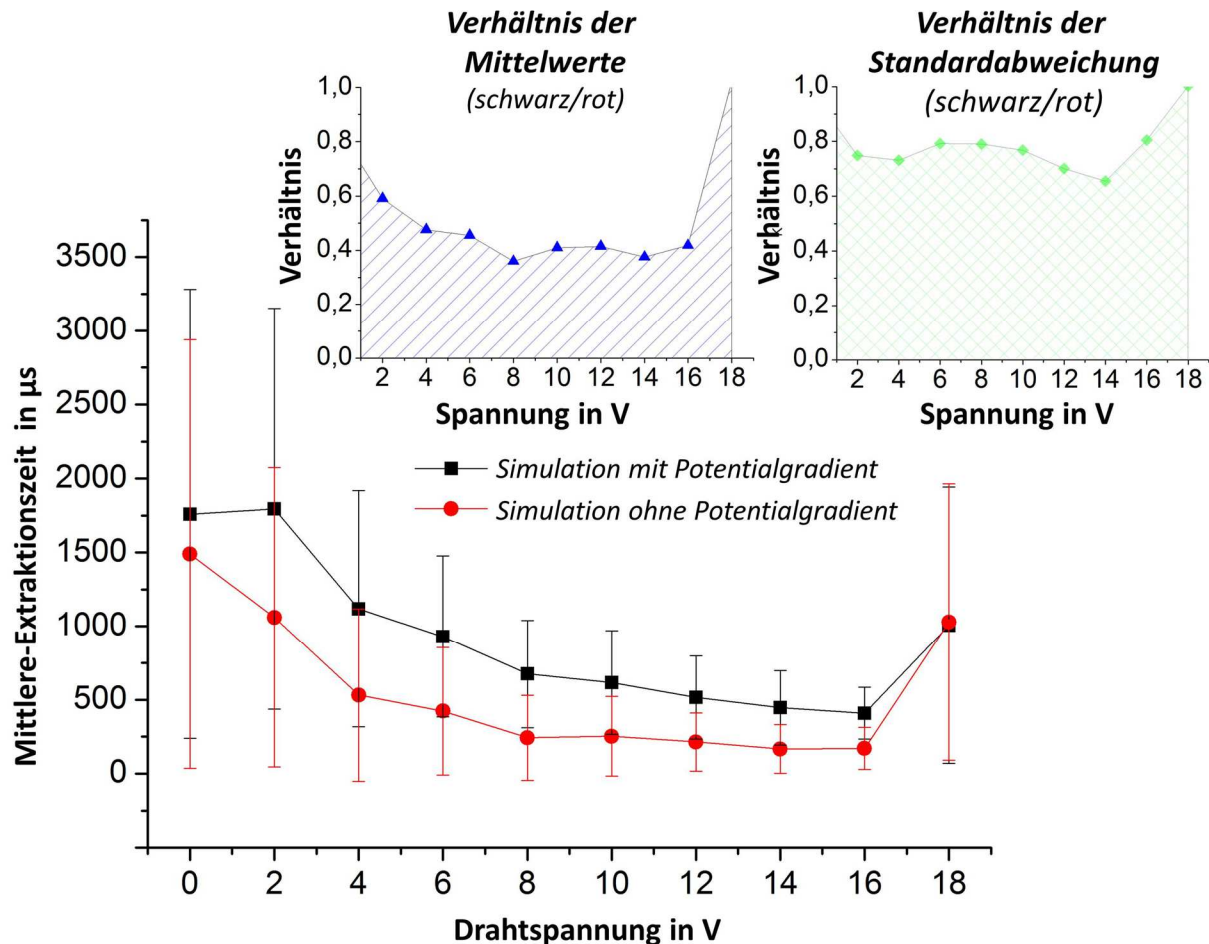 Verhältnis der
Mittelwerte
(schwarz/rot)
Verhältnis
1,0
0,8
0,6
0,4
0,2
0,0
2 4 6 8 10 12 14 16 18
Spannung in V
Verhältnis der
Standardabweichung
(schwarz/rot)
Verhältnis
1,0
0,8
0,6
0,4
0,2
0,0
2 4 6 8 10 12 14 16 18
Spannung in V
Simulation mit Potentialgradient
Simulation ohne Potentialgradient
Mittlere-Extraktionszeit in µs
3500
3000
2500
2000
1500
1000
500
0
0 2 4 6 8 10 12 14 16 18
Drahtspannung in V